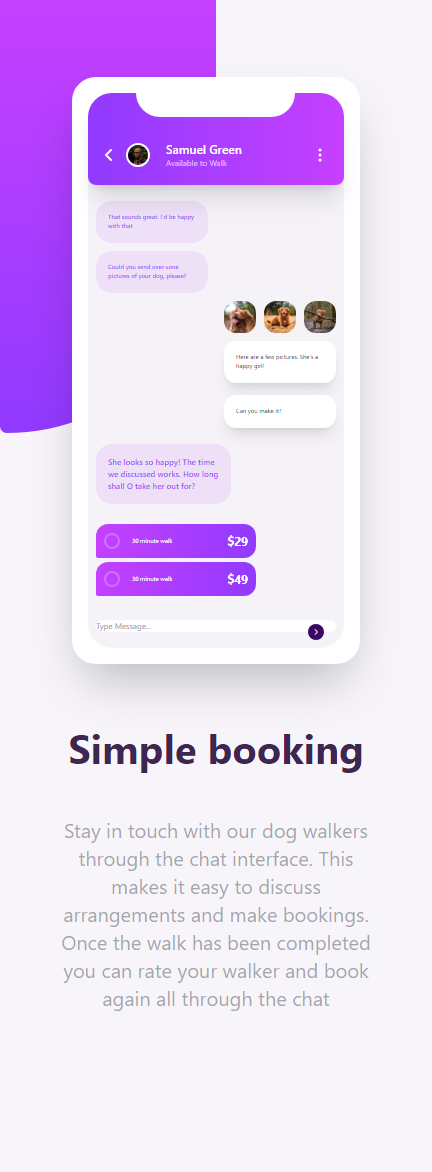 Samuel Green
Available to Walk
That sounds great. I'd be happy
with that
Could you send over sone
pictures of your dog, please?
Here are a few pictures. She's a
happy girl!
Can you make it?
She looks so happy! The time
we discussed works. How long
shall O take her out for?
30 minute walk $29
30 minute walk $49
Type Message...
Simple booking
Stay in touch with our dog walkers
through the chat interface. This
makes it easy to discuss
arrangements and make bookings.
Once the walk has been completed
you can rate your walker and book
again all through the chat